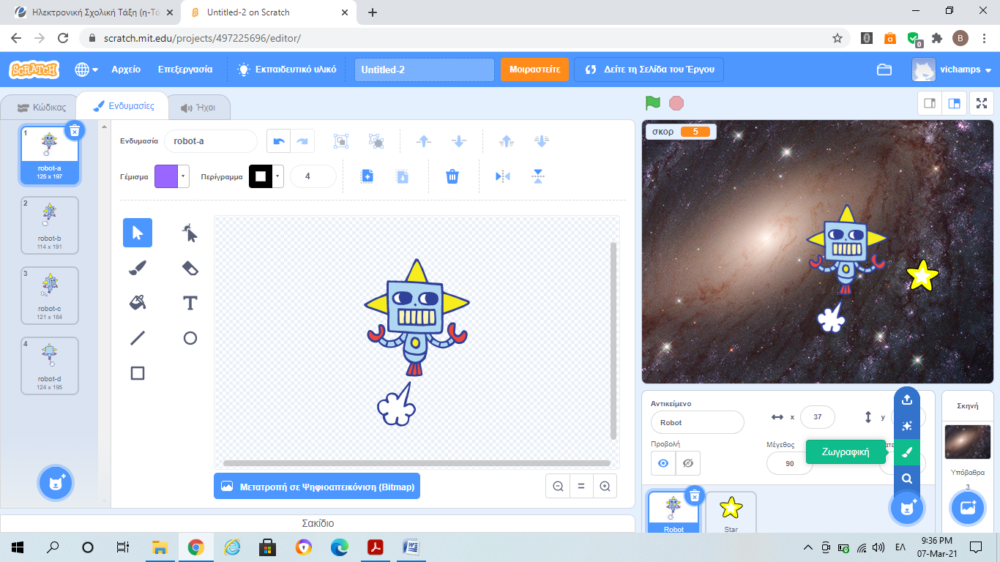 Ηλεκτρονική Σχολική Τάξη (η-Τά
Untitled-2 on Scratch
scratch.mit.edu/projects/497225696/editor/
0
B
SCRATCH
Αρχείο
Επεξεργασία
Εκπαιδευτικό υλικό
Untitled-2
Μοιραστείτε
Δείτε τη Σελίδα του Έργου
vichamps
Κώδικας
Ενδυμασίες
Ήχοι
1
robot-a
125 x 197
2
robot-b
114 x 191
3
robot-c
121 x 164
4
robot-d
124 x 195
Ενδυμασία
robot-a
Γέμισμα
Περίγραμμα
4
T
Μετατροπή σε Ψηφιοαπεικόνιση (Bitmap)
Σακίδιο
σκορ
5
Αντικείμενο
Robot
x
37
y
Προβολή
Μέγεθος
90
Ζωγραφική
Robot
Star
Σκηνή
Υπόβαθρα
3
ΕΛ
9:36 PM
07-Mar-21